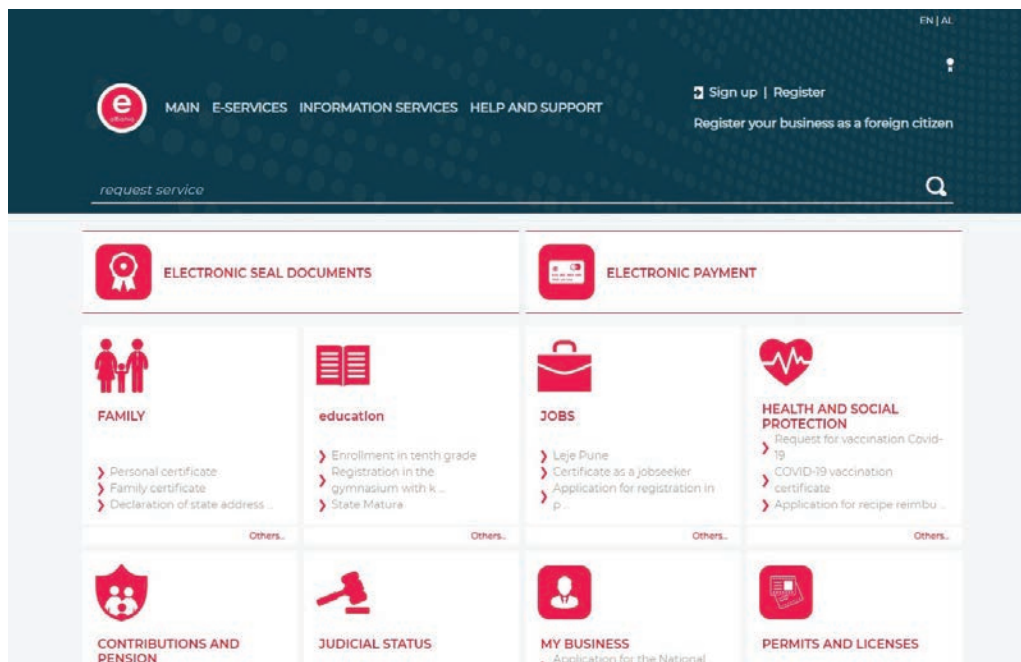 EN | AL
e
MAIN E-SERVICES INFORMATION SERVICES HELP AND SUPPORT
Sign up | Register
Register your business as a foreign citizen
request service
ELECTRONIC SEAL DOCUMENTS
ELECTRONIC PAYMENT
FAMILY
Personal certificate
Family certificate
Declaration of state address ...
Others...
education
Enrollment in tenth grade
Registration in the
gymnasium with k ...
State Matura
Others...
JOBS
Leje Pune
Certificate as a jobseeker
Application for registration in
p ...
Others...
HEALTH AND SOCIAL
PROTECTION
Request for vaccination Covid-
19
COVID-19 vaccination
certificate
Application for recipe reimbu ...
Others...
CONTRIBUTIONS AND
PENSION
JUDICIAL STATUS
MY BUSINESS
Application for the National
PERMITS AND LICENSES